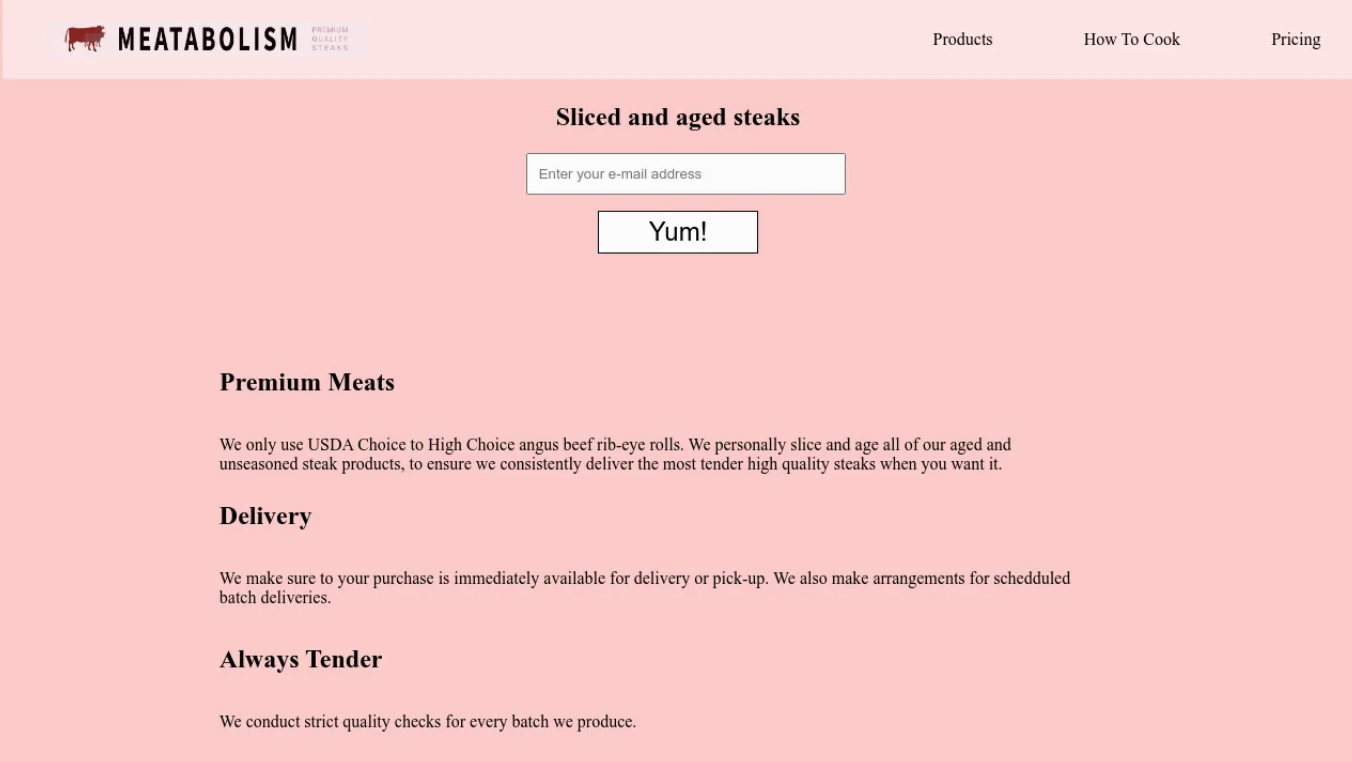 MEATABOLISM
PREMIUM
QUALITY
STEAKS
Products
How To Cook
Pricing
Sliced and aged steaks
Enter your e-mail address
Yum!
Premium Meats
We only use USDA Choice to High Choice angus beef rib-eye rolls. We personally slice and age all of our aged and
unseasoned steak products, to ensure we consistently deliver the most tender high quality steaks when you want it.
Delivery
We make sure to your purchase is immediately available for delivery or pick-up. We also make arrangements for schedduled
batch deliveries.
Always Tender
We conduct strict quality checks for every batch we produce.